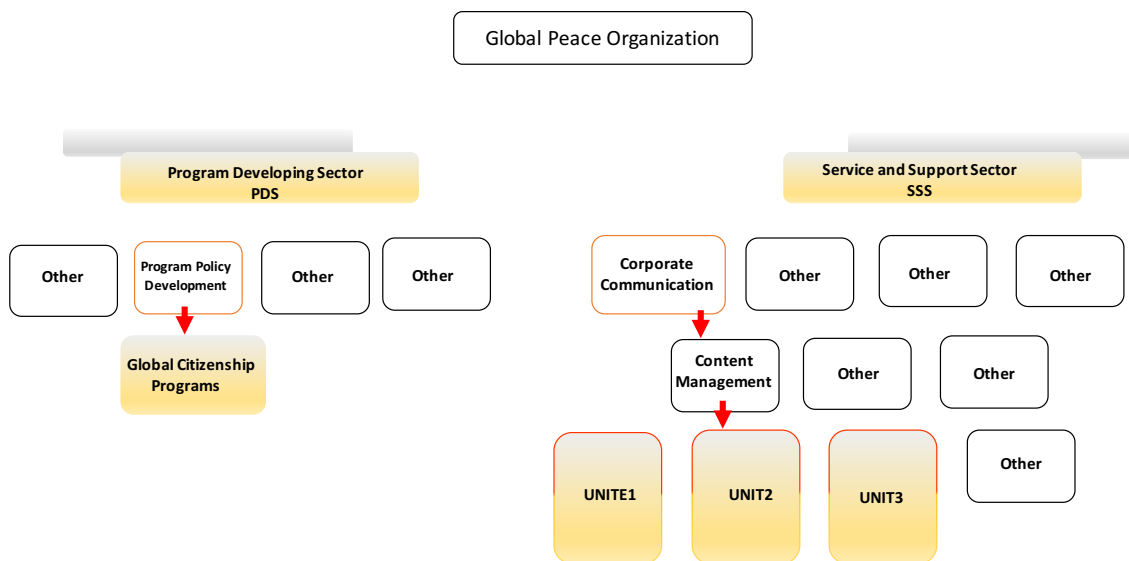 Global Peace Organization
Program Developing Sector
PDS
Service and Support Sector
SSS
Other
Program Policy
Development
Other
Other
Corporate
Communication
Other
Other
Other
Global Citizenship
Programs
Content
Management
Other
Other
UNITE1
UNIT2
UNIT3
Other